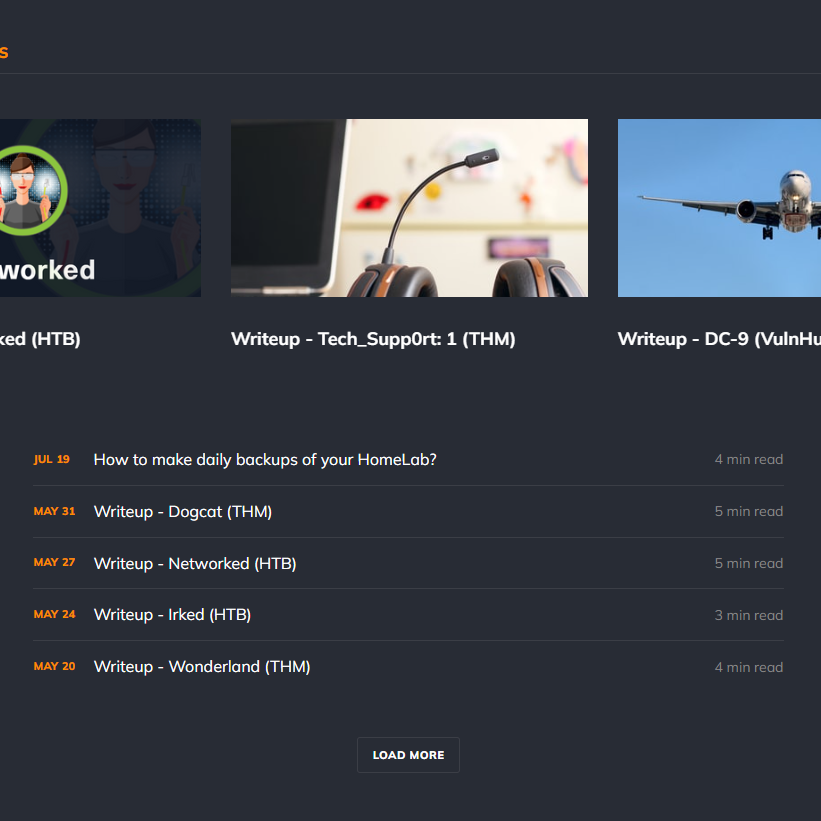 S
worked
ked (HTB)
Writeup - Tech_Supp0rt: 1 (THM)
Writeup - DC-9 (VulnHu
JUL 19 How to make daily backups of your HomeLab? 4 min read
MAY 31 Writeup - Dogcat (THM) 5 min read
MAY 27 Writeup - Networked (HTB) 5 min read
MAY 24 Writeup - Irked (HTB) 3 min read
MAY 20 Writeup - Wonderland (THM) 4 min read
LOAD MORE